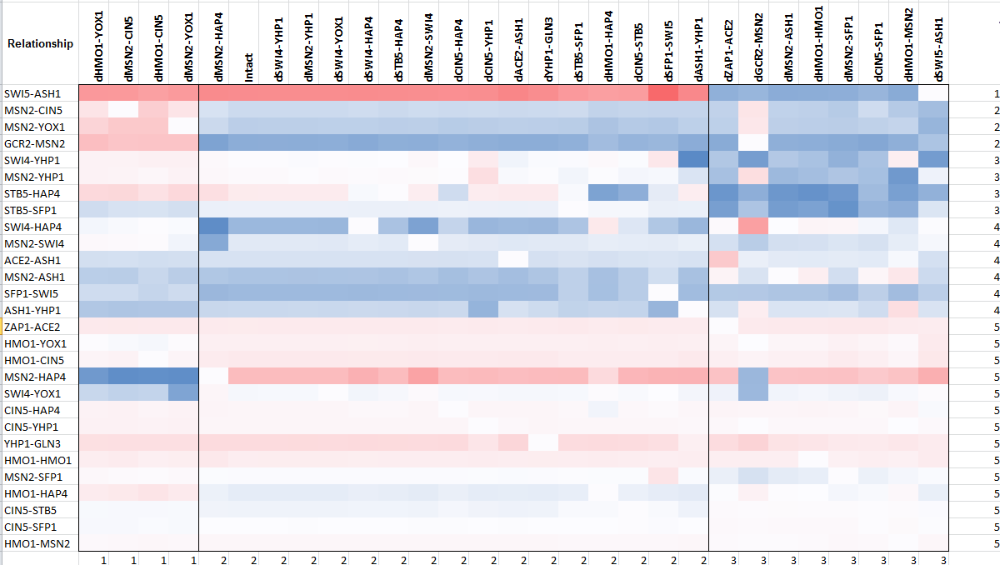 Relationship dHMO1-YOX1 dMSN2-CIN5 dHMO1-CIN5 dMSN2-YOX1 dMSN2-HAP4 Intact dSWI4-YHP1 dMSN2-YHP1 dSWI4-YOX1 dSWI4-HAP4 dSTB5-HAP4 dMSN2-SWI4 dCIN5-HAP4 dCIN5-YHP1 dACE2-ASH1 dYHP1-GLN3 dSTB5-SFP1 dHMO1-HAP4 dCIN5-STB5 dSFP1-SWI5 dASH1-YHP1 dZAP1-ACE2 dGCR2-MSN2 dMSN2-ASH1 dHMO1-HMO1 dMSN2-SFP1 dCIN5-SFP1 dHMO1-MSN2 dSWI5-ASH1
SWI5-ASH1 1
MSN2-CIN5 2
MSN2-YOX1 2
GCR2-MSN2 2
SWI4-YHP1 3
MSN2-YHP1 3
STB5-HAP4 3
STB5-SFP1 3
SWI4-HAP4 4
MSN2-SWI4 4
ACE2-ASH1 4
MSN2-ASH1 4
SFP1-SWI5 4
ASH1-YHP1 4
ZAP1-ACE2 5
HMO1-YOX1 5
HMO1-CIN5 5
MSN2-HAP4 5
SWI4-YOX1 5
CIN5-HAP4 5
CIN5-YHP1 5
YHP1-GLN3 5
HMO1-HMO1 5
MSN2-SFP1 5
HMO1-HAP4 5
CIN5-STB5 5
CIN5-SFP1 5
HMO1-MSN2 5
1 1 1 1 2 2 2 2 2 2 2 2 2 2 2 2 2 2 2 2 2 3 3 3 3 3 3 3 3